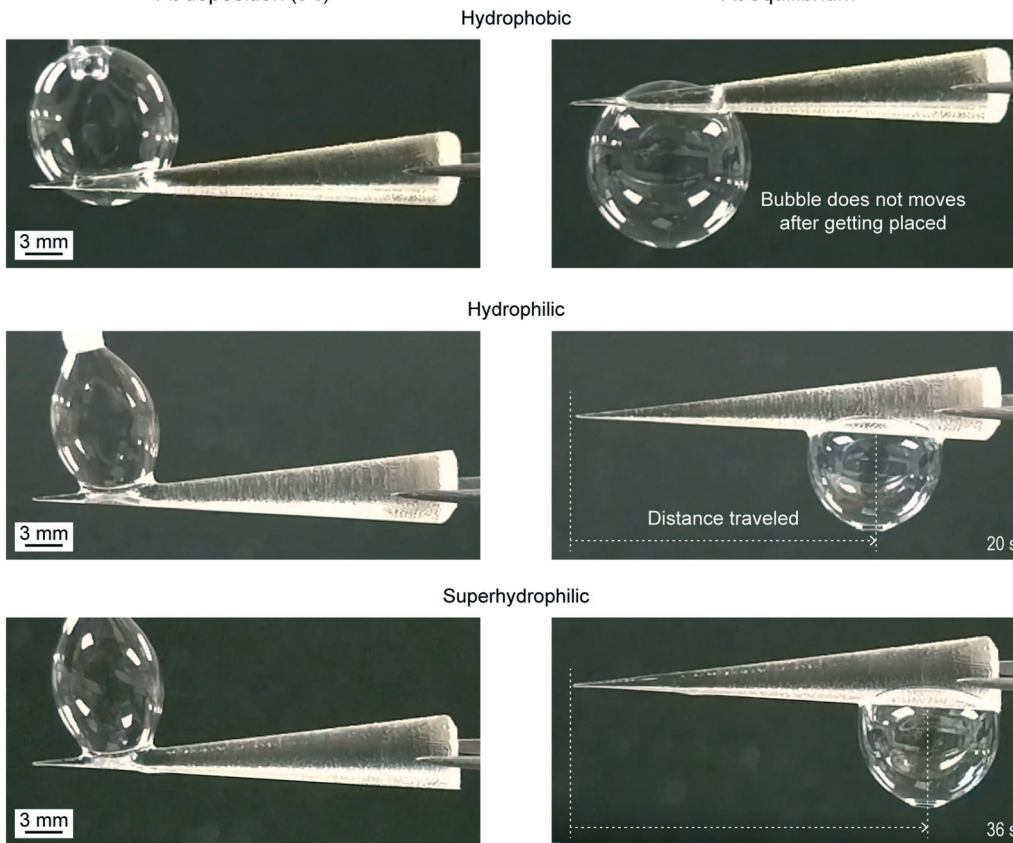 Hydrophobic
3 mm
Bubble does not moves
after getting placed
Hydrophilic
3 mm
Distance traveled
20 s
Superhydrophilic
3 mm
36 s